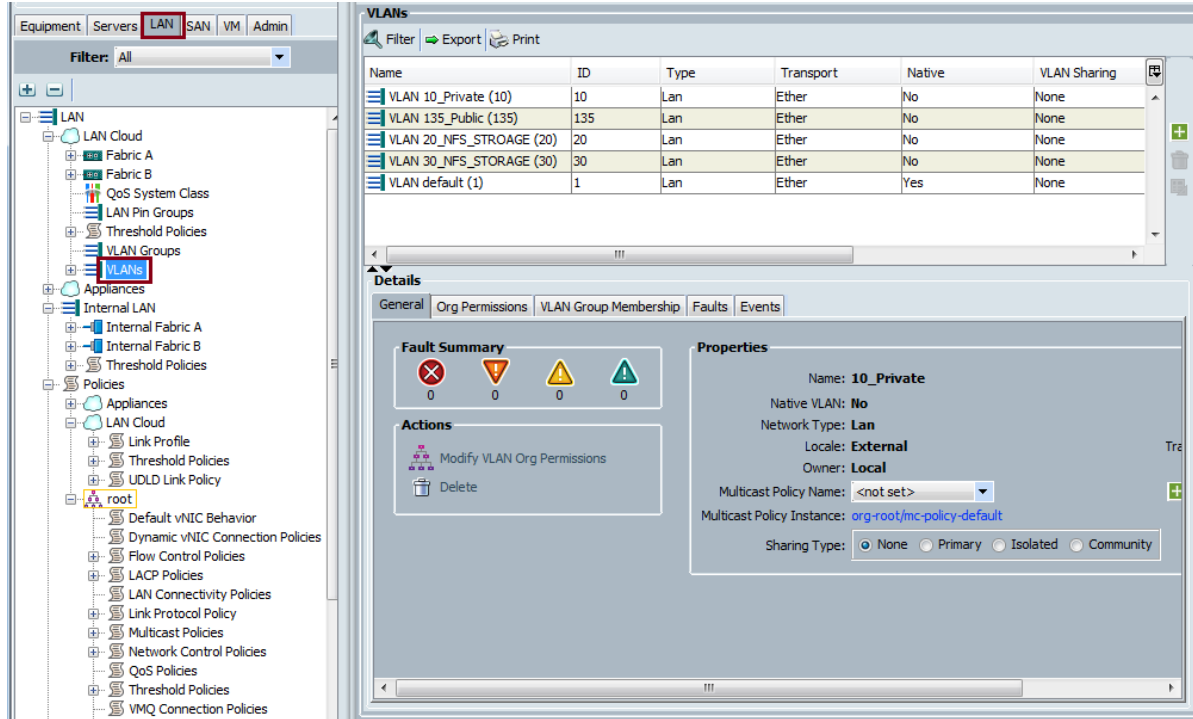 Equipment Servers LAN SAN VM Admin
Filter: All
LAN
LAN Cloud
Fabric A
Fabric B
QoS System Class
LAN Pin Groups
Threshold Policies
VLAN Groups
VLANs
Appliances
Internal LAN
Internal Fabric A
Internal Fabric B
Threshold Policies
Policies
Appliances
LAN Cloud
Link Profile
Threshold Policies
UDLD Link Policy
root
Default vNIC Behavior
Dynamic vNIC Connection Policies
Flow Control Policies
LACP Policies
LAN Connectivity Policies
Link Protocol Policy
Multicast Policies
Network Control Policies
QoS Policies
Threshold Policies
VMQ Connection Policies
VLANs
Filter Export Print
Name ID Type Transport Native VLAN Sharing
VLAN 10_Private (10) 10 Lan Ether No None
VLAN 135_Public (135) 135 Lan Ether No None
VLAN 20_NFS_STROAGE (20) 20 Lan Ether No None
VLAN 30_NFS_STORAGE (30) 30 Lan Ether No None
VLAN default (1) 1 Lan Ether Yes None
Details
General Org Permissions VLAN Group Membership Faults Events
Fault Summary
0 0 0 0
Actions
Modify VLAN Org Permissions
Delete
Properties
Name: 10_Private
Native VLAN: No
Network Type: Lan
Locale: External Tra
Owner: Local
Multicast Policy Name: <not set>
Multicast Policy Instance: org-root/mc-policy-default
Sharing Type: None Primary Isolated Community